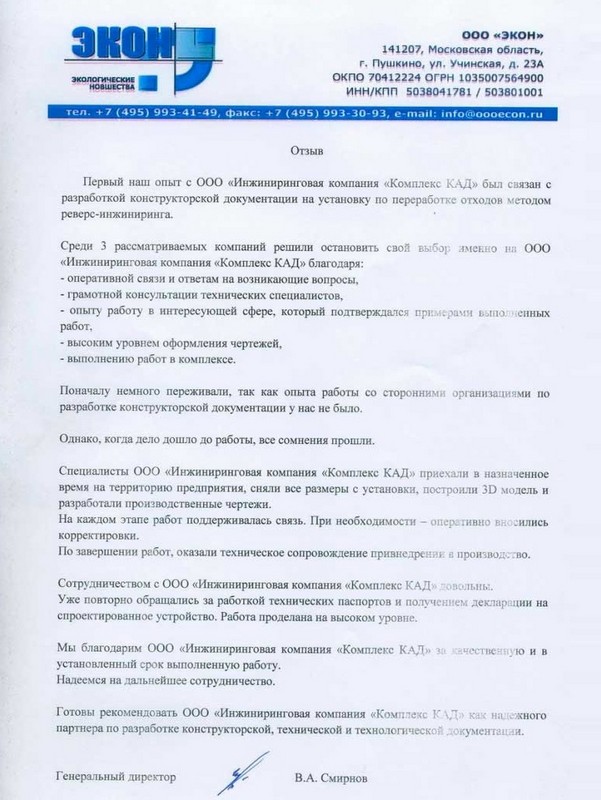 ЭКОН
ЭКОЛОГИЧЕСКИЕ
НОВШЕСТВА
ООО «ЭКОН»
141207, Московская область,
г. Пушкино, ул. Учинская, д. 23А
ОКПО 70412224 ОГРН 1035007564900
ИНН/КПП 5038041781 / 503801001
тел. +7 (495) 993-41-49, факс: +7 (495) 993-30-93, e-mail: info@oooecon.ru
Отзыв
Первый наш опыт с ООО «Инжиниринговая компания «Комплекс КАД» был связан с
разработкой конструкторской документации на установку по переработке отходов методом
реверс-инжиниринга.
Среди 3 рассматриваемых компаний решили остановить свой выбор именно на ООО
«Инжиниринговая компания «Комплекс КАД» благодаря:
- оперативной связи и ответам на возникающие вопросы,
- грамотной консультации технических специалистов,
- опыту работу в интересующей сфере, который подтверждался примерами выполненных
работ,
- высоким уровнем оформления чертежей,
- выполнению работ в комплексе.
Поначалу немного переживали, так как опыта работы со сторонними организациями по
разработке конструкторской документации у нас не было.
Однако, когда дело дошло до работы, все сомнения прошли.
Специалисты ООО «Инжиниринговая компания «Комплекс КАД» приехали в назначенное
время на территорию предприятия, сняли все размеры с установки, построили 3D модель и
разработали производственные чертежи.
На каждом этапе работ поддерживалась связь. При необходимости – оперативно вносились
корректировки.
По завершении работ, оказали техническое сопровождение привнедрении в производство.
Сотрудничеством с ООО «Инжиниринговая компания «Комплекс КАД» довольны.
Уже повторно обращались за работкой технических паспортов и получением декларации на
спроектированное устройство. Работа проделана на высоком уровне.
Мы благодарим ООО «Инжиниринговая компания «Комплекс КАД» за качественную и в
установленный срок выполненную работу.
Надеемся на дальнейшее сотрудничество.
Готовы рекомендовать ООО «Инжиниринговая компания «Комплекс КАД» как надежного
партнера по разработке конструкторской, технической и технологической документации.
Генеральный директор В.А. Смирнов